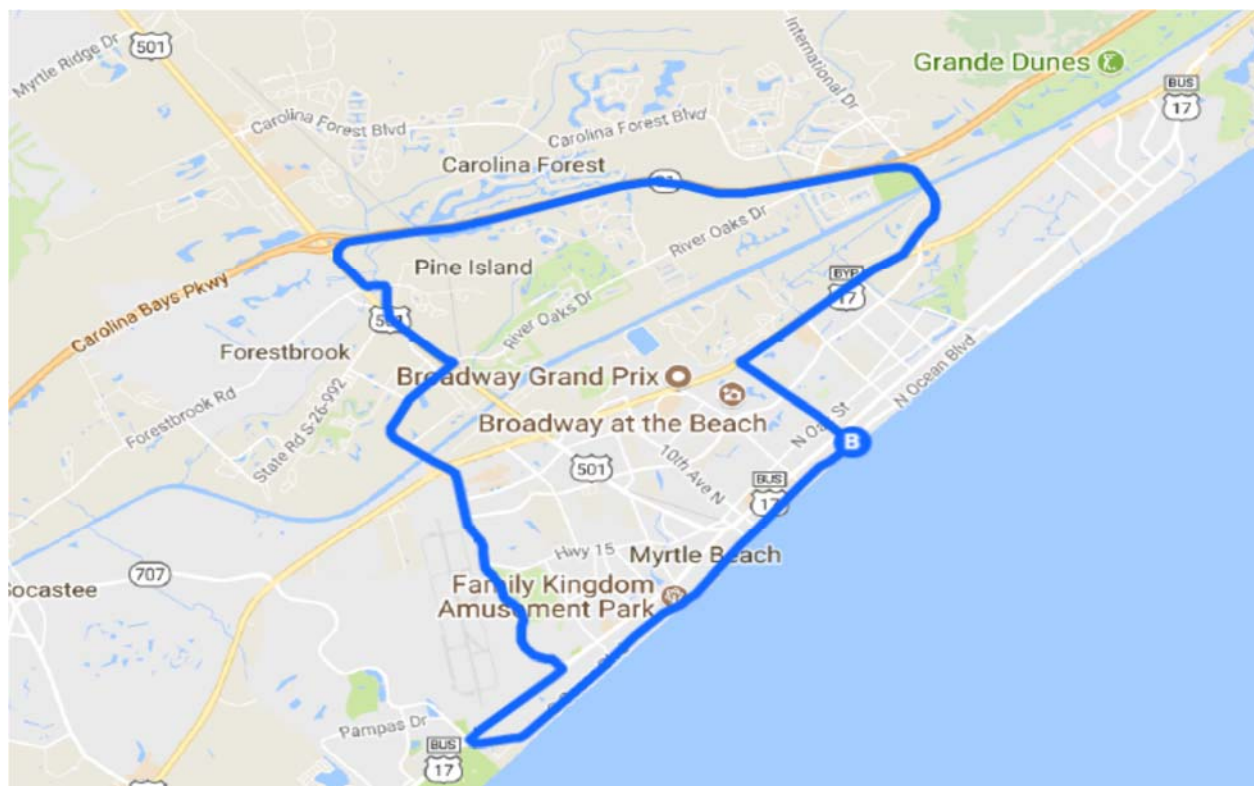 Myrtle Ridge Dr
501
International Dr
Grande Dunes
BUS
17
Carolina Forest Blvd
Carolina Forest Blvd
Carolina Forest
River Oaks Dr
Pine Island
BYP
17
Carolina Bays Pkwy
501
River Oaks Dr
Forestbrook
N Ocean Blvd
Broadway Grand Prix
Forestbrook Rd
State Rd S-26-992
Broadway at the Beach
B
501
10th Ave N
BUS
17
Hwy 15
Myrtle Beach
707
Family Kingdom
Amusement Park
Pampas Dr
BUS
17